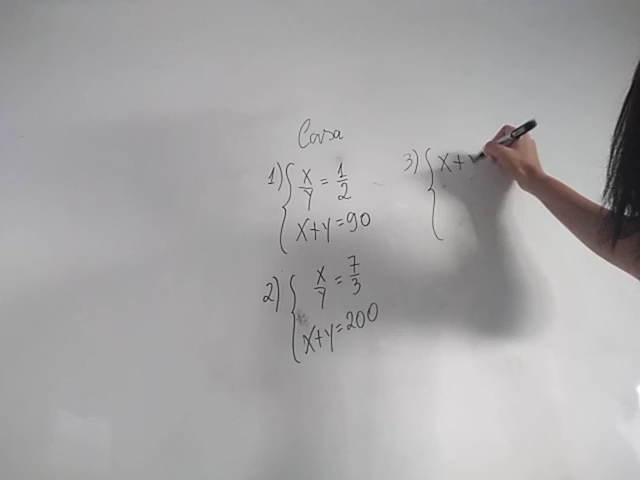 Casa
1) { x/y = 1/2
x+y=90
2) { x/y = 7/3
x+y=200
3) { x+